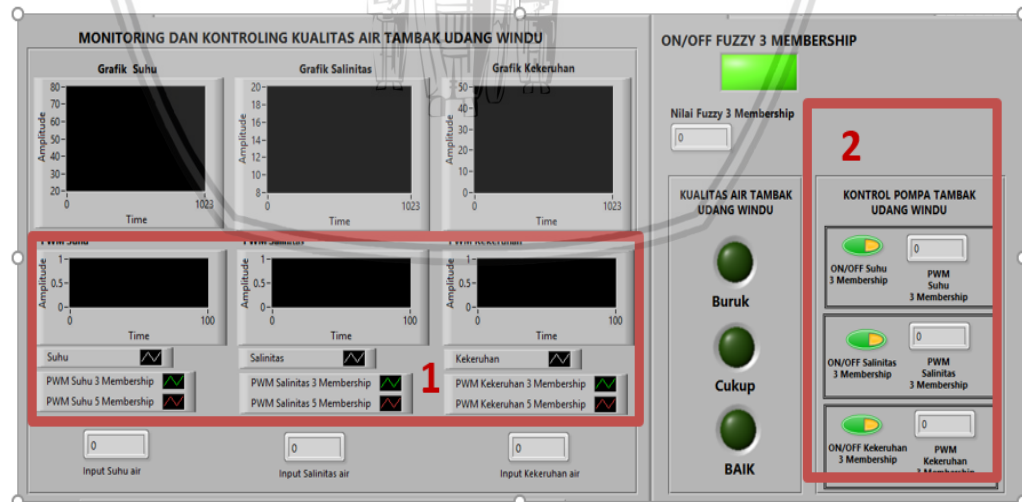 MONITORING DAN KONTROLING KUALITAS AIR TAMBAK UDANG WINDU
Grafik Suhu
80
70
60
50
40
30
20
Amplitude
0
1023
Time
Grafik Salinitas
20
18
16
14
12
10
8
Amplitude
0
1023
Time
Grafik Kekeruhan
50
40
30
20
10
0
Amplitude
0
1023
Time
PWM Suhu
1
0.5
0
Amplitude
0
100
Time
Suhu
PWM Suhu 3 Membership
PWM Suhu 5 Membership
PWM Salinitas
1
0.5
0
Amplitude
0
100
Time
Salinitas
PWM Salinitas 3 Membership
PWM Salinitas 5 Membership
1
PWM Kekeruhan
1
0.5
0
Amplitude
0
100
Time
Kekeruhan
PWM Kekeruhan 3 Membership
PWM Kekeruhan 5 Membership
0
Input Suhu air
0
Input Salinitas air
0
Input Kekeruhan air
ON/OFF FUZZY 3 MEMBERSHIP
Nilai Fuzzy 3 Membership
0
KUALITAS AIR TAMBAK
UDANG WINDU
Buruk
Cukup
BAIK
2
KONTROL POMPA TAMBAK
UDANG WINDU
ON/OFF Suhu
3 Membership
0
PWM
Suhu
3 Membership
ON/OFF Salinitas
3 Membership
0
PWM
Salinitas
3 Membership
ON/OFF Kekeruhan
3 Membership
0
PWM
Kekeruhan
3 Membership